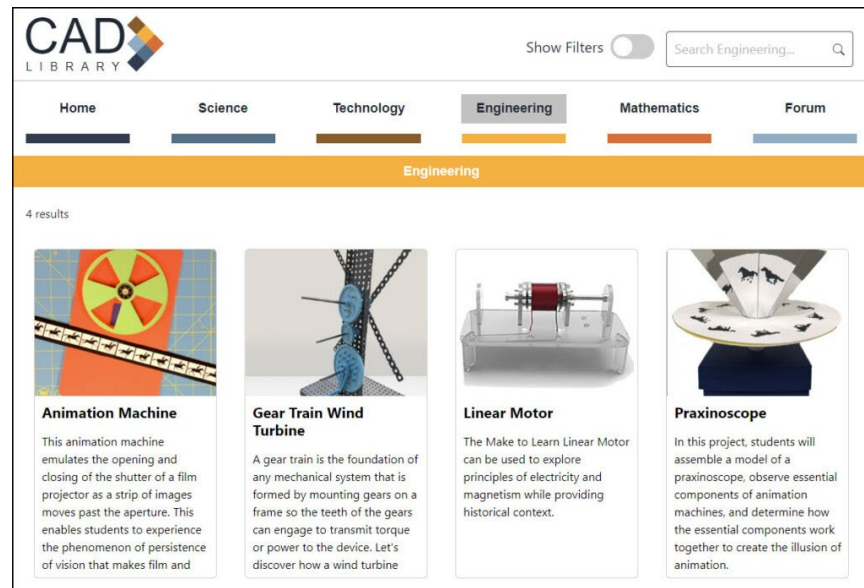 CAD
LIBRARY
Show Filters
Search Engineering...
Home Science Technology Engineering Mathematics Forum
Engineering
4 results
Animation Machine
This animation machine
emulates the opening and
closing of the shutter of a film
projector as a strip of images
moves past the aperture. This
enables students to experience
the phenomenon of persistence
of vision that makes film and
Gear Train Wind
Turbine
A gear train is the foundation of
any mechanical system that is
formed by mounting gears on a
frame so the teeth of the gears
can engage to transmit torque
or power to the device. Let's
discover how a wind turbine
Linear Motor
The Make to Learn Linear Motor
can be used to explore
principles of electricity and
magnetism while providing
historical context.
Praxinoscope
In this project, students will
assemble a model of a
praxinoscope, observe essential
components of animation
machines, and determine how
the essential components work
together to create the illusion of
animation.